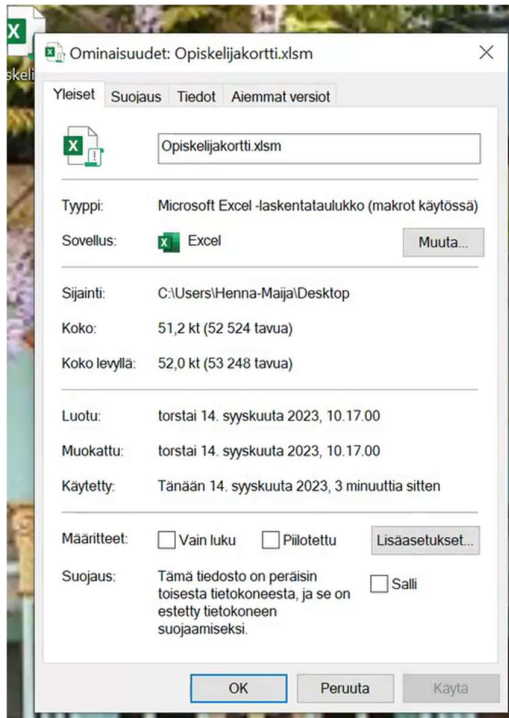 skeli
Ominaisuudet: Opiskelijakortti.xlsm
Yleiset Suojaus Tiedot Aiemmat versiot
Opiskelijakortti.xlsm
Tyyppi: Microsoft Excel -laskentataulukko (makrot käytössä)
Sovellus: Excel Muuta...
Sijainti: C:\Users\Henna-Maija\Desktop
Koko: 51,2 kt (52 524 tavua)
Koko levyllä: 52,0 kt (53 248 tavua)
Luotu: torstai 14. syyskuuta 2023, 10.17.00
Muokattu: torstai 14. syyskuuta 2023, 10.17.00
Käytetty: Tänään 14. syyskuuta 2023, 3 minuuttia sitten
Määritteet: Vain luku Piilotettu Lisäasetukset...
Suojaus: Tämä tiedosto on peräisin
toisesta tietokoneesta, ja se on Salli
estetty tietokoneen
suojaamiseksi.
OK Peruuta Käytä